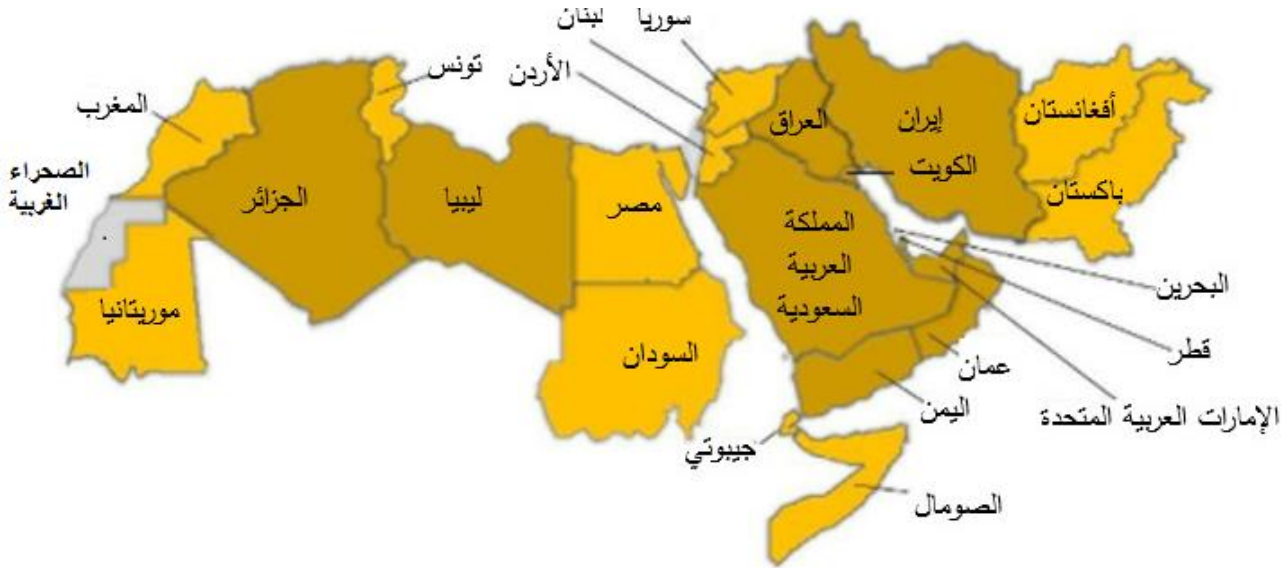 سوريا
لبنان
الأردن
تونس
المغرب
الصحراء
الغربية
الجزائر
ليبيا
مصر
العراق
إيران
الكويت
أفغانستان
باكستان
المملكة
العربية
السعودية
البحرين
قطر
عمان
الإمارات العربية المتحدة
اليمن
موريتانيا
السودان
جيبوتي
الصومال